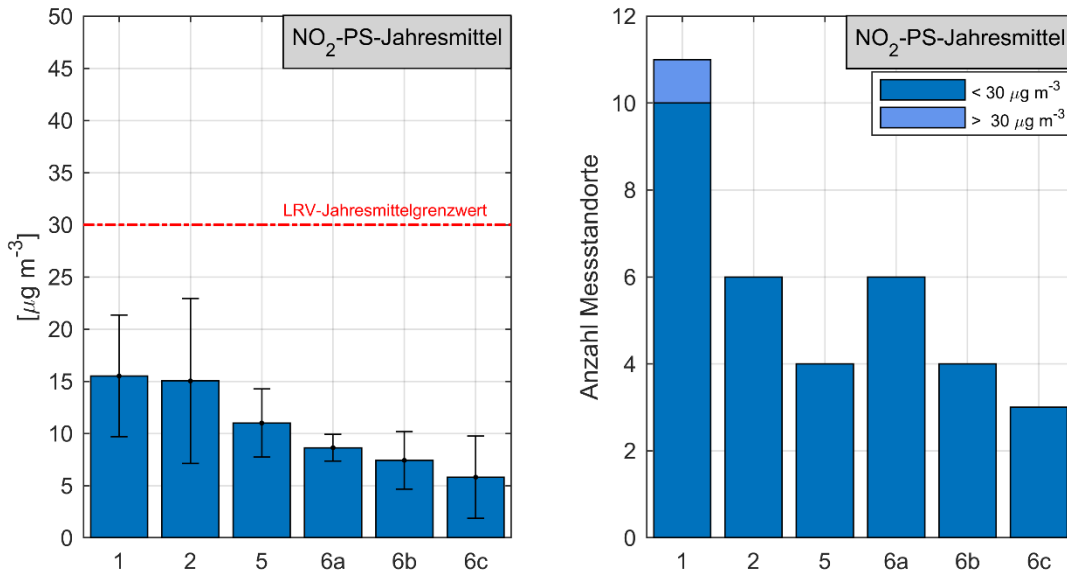 NO2-PS-Jahresmittel
50
45
40
35
30
25
20
15
10
5
0
[μg m-3]
LRV-Jahresmittelgrenzwert
1 2 5 6a 6b 6c
NO2-PS-Jahresmittel
< 30 μg m-3
> 30 μg m-3
12
10
8
6
4
2
0
Anzahl Messstandorte
1 2 5 6a 6b 6c